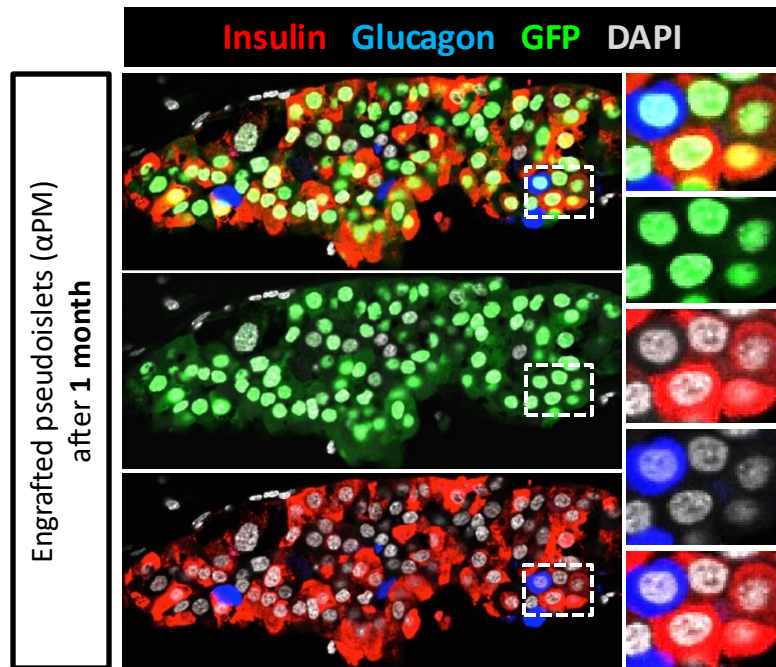 Insulin Glucagon GFP DAPI
Engrafted pseudoislets (αPM)
after 1 month